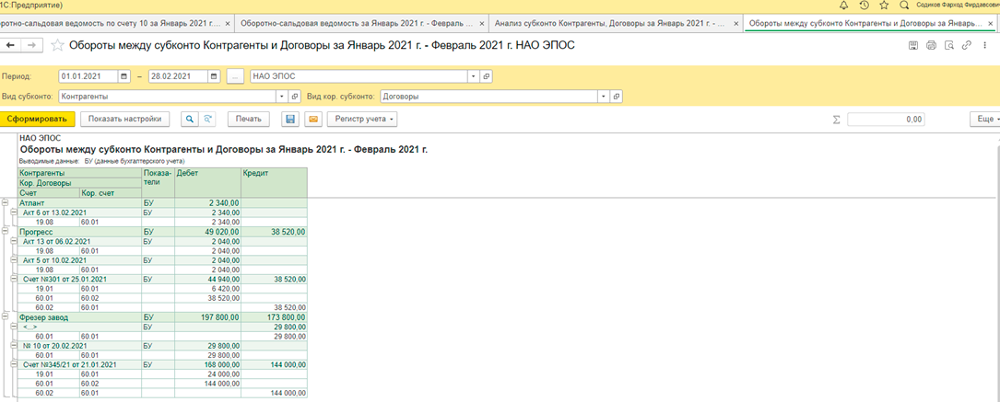 1С:Предприятие)
Содиков Фарход Фирдавсович
ротно-сальдовая ведомость по счету 10 за Январь 2021 г.... × Оборотно-сальдовая ведомость за Январь 2021 г. - Февраль ... × Анализ субконто Контрагенты, Договоры за Январь 2021 г. - ... × Обороты между субконто Контрагенты и Договоры за Январь... ×
Обороты между субконто Контрагенты и Договоры за Январь 2021 г. - Февраль 2021 г. НАО ЭПОС
Период: 01.01.2021 – 28.02.2021 ... НАО ЭПОС
Вид субконто: Контрагенты Вид кор. субконто: Договоры
Сформировать Показать настройки Печать Регистр учета Σ 0,00 Еще
НАО ЭПОС
Обороты между субконто Контрагенты и Договоры за Январь 2021 г. - Февраль 2021 г.
Выводимые данные: БУ (данные бухгалтерского учета)
Контрагенты Показа- Дебет Кредит
Кор. Договоры тели
Счет Кор. счет
Атлант БУ 2 340,00
Акт 6 от 13.02.2021 БУ 2 340,00
19.08 60.01 2 340,00
Прогресс БУ 49 020,00 38 520,00
Акт 13 от 06.02.2021 БУ 2 040,00
19.08 60.01 2 040,00
Акт 5 от 10.02.2021 БУ 2 040,00
19.08 60.01 2 040,00
Счет №301 от 25.01.2021 БУ 44 940,00 38 520,00
19.01 60.01 6 420,00
60.01 60.02 38 520,00
60.02 60.01 38 520,00
Фрезер завод БУ 197 800,00 173 800,00
<...> БУ 29 800,00
60.01 60.01 29 800,00
№ 10 от 20.02.2021 БУ 29 800,00
60.01 60.01 29 800,00
Счет №345/21 от 21.01.2021 БУ 168 000,00 144 000,00
19.01 60.01 24 000,00
60.01 60.02 144 000,00
60.02 60.01 144 000,00